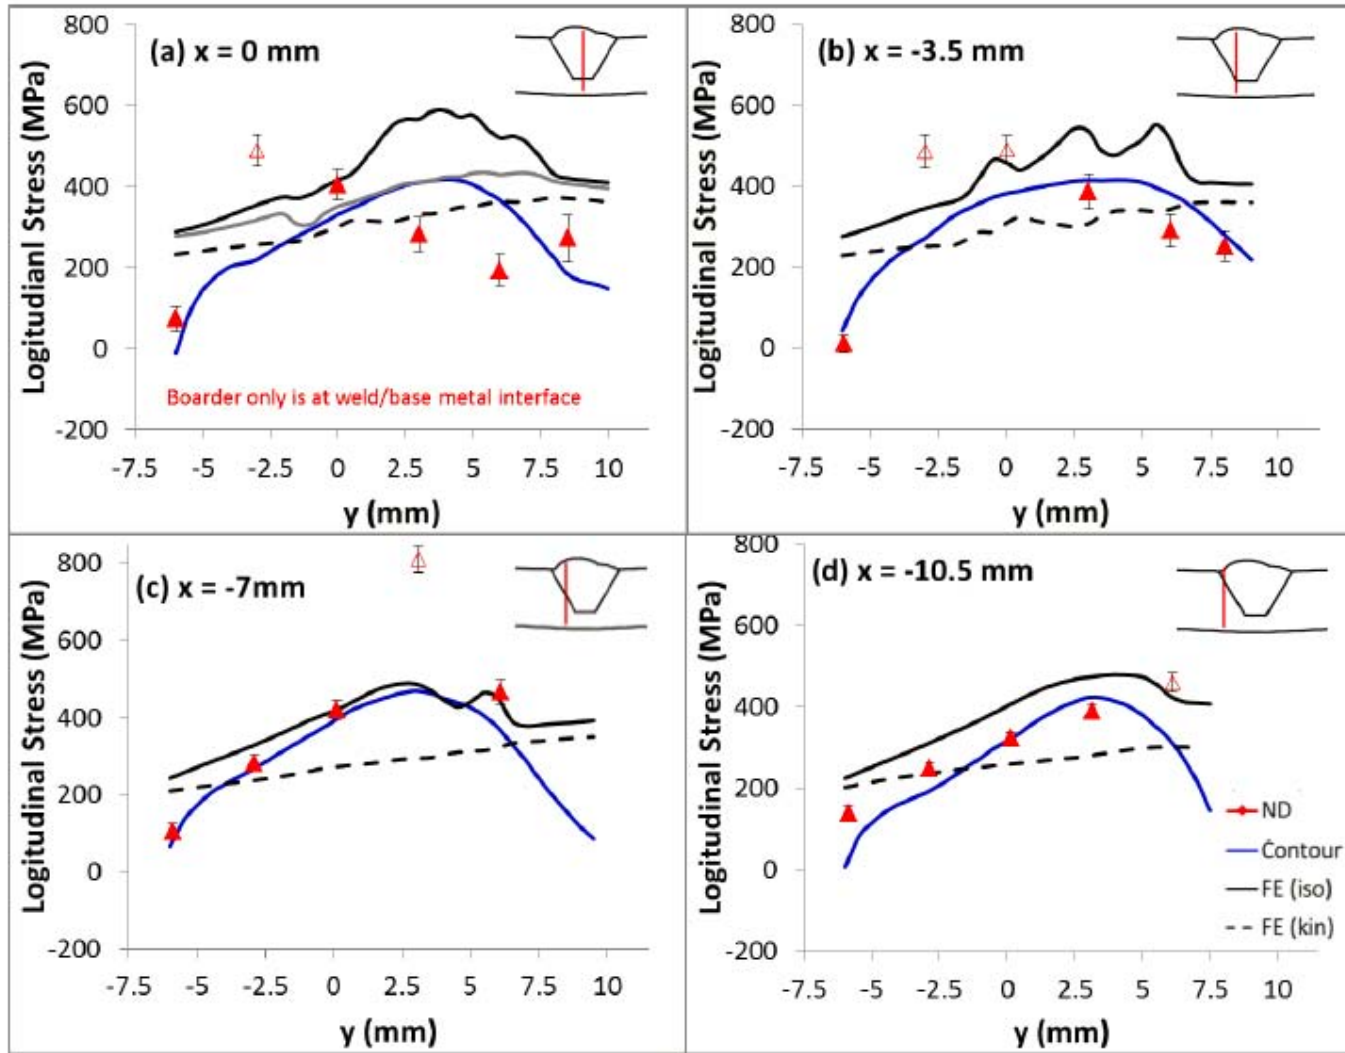 (a) x = 0 mm
Logitudian Stress (MPa)
800
600
400
200
0
-200
-7.5 -5 -2.5 0 2.5 5 7.5 10
y (mm)
Boarder only is at weld/base metal interface
(b) x = -3.5 mm
Logitudinal Stress (MPa)
800
600
400
200
0
-200
-7.5 -5 -2.5 0 2.5 5 7.5 10
y (mm)
(c) x = -7mm
Logitudinal Stress (MPa)
800
600
400
200
0
-200
-7.5 -5 -2.5 0 2.5 5 7.5 10
y (mm)
(d) x = -10.5 mm
Logitudinal Stress (MPa)
800
600
400
200
0
-200
-7.5 -5 -2.5 0 2.5 5 7.5 10
y (mm)
ND
Contour
FE (iso)
FE (kin)